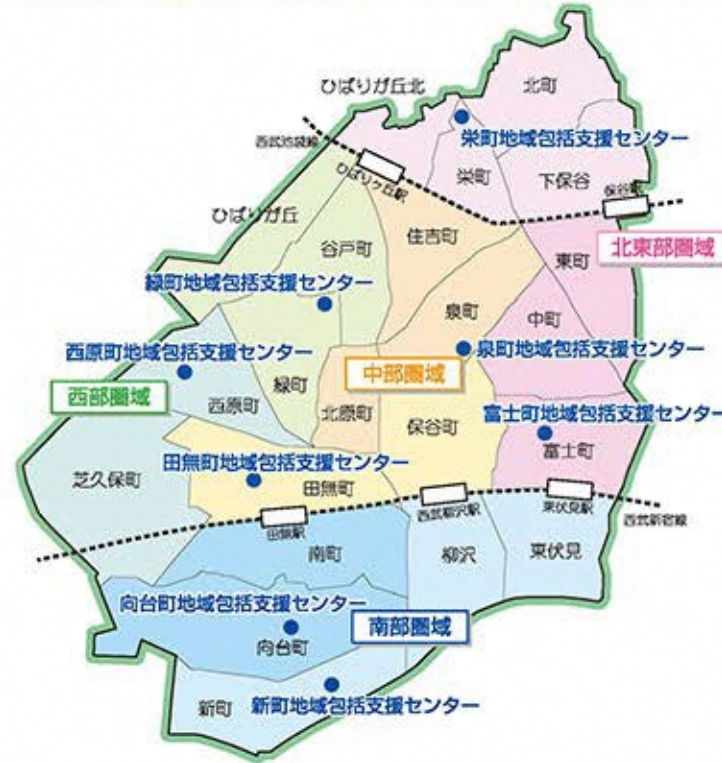 北町
ひばりが丘北
栄町地域包括支援センター
西武池袋線
ひばりヶ丘駅
栄町
下保谷
保谷駅
ひばりが丘
谷戸町
住吉町
東町
北東部圏域
緑町地域包括支援センター
泉町
中町
西原町地域包括支援センター
泉町地域包括支援センター
西部圏域
西原町
緑町
中部圏域
北原町
保谷町
富士町地域包括支援センター
富士町
芝久保町
田無町地域包括支援センター
田無町
西武柳沢駅
東伏見駅
西武新宿線
田無駅
南町
柳沢
東伏見
向台町地域包括支援センター
南部圏域
向台町
新町
新町地域包括支援センター